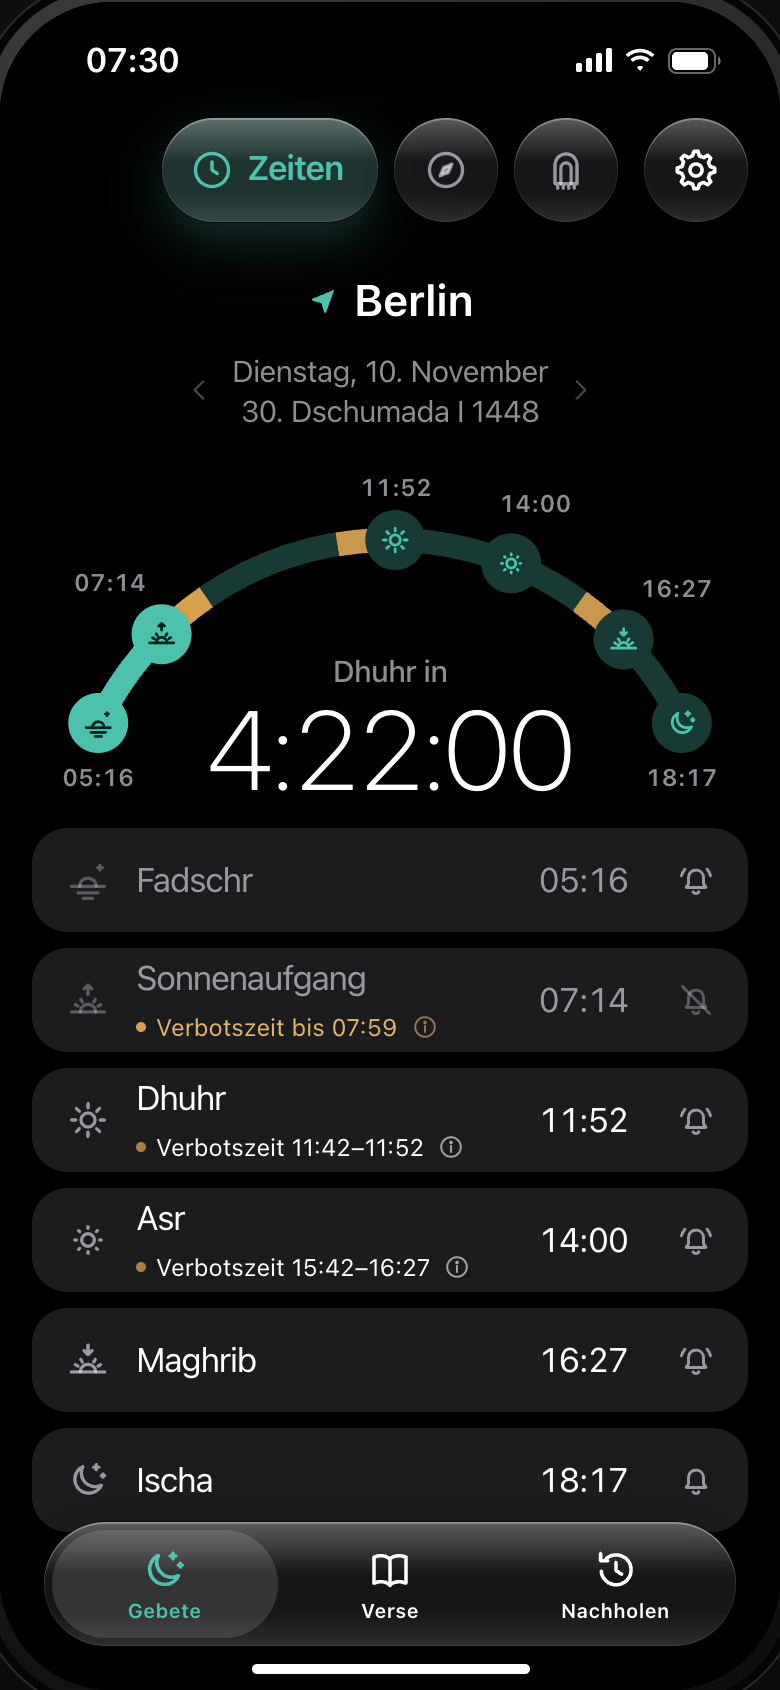 07:30
Zeiten
Berlin
Dienstag, 10. November
30. Dschumada I 1448
11:52
14:00
07:14
16:27
Dhuhr in
4:22:00
05:16
18:17
Fadschr 05:16
Sonnenaufgang 07:14
Verbotszeit bis 07:59
Dhuhr 11:52
Verbotszeit 11:42–11:52
Asr 14:00
Verbotszeit 15:42–16:27
Maghrib 16:27
Ischa 18:17
Gebete
Verse
Nachholen